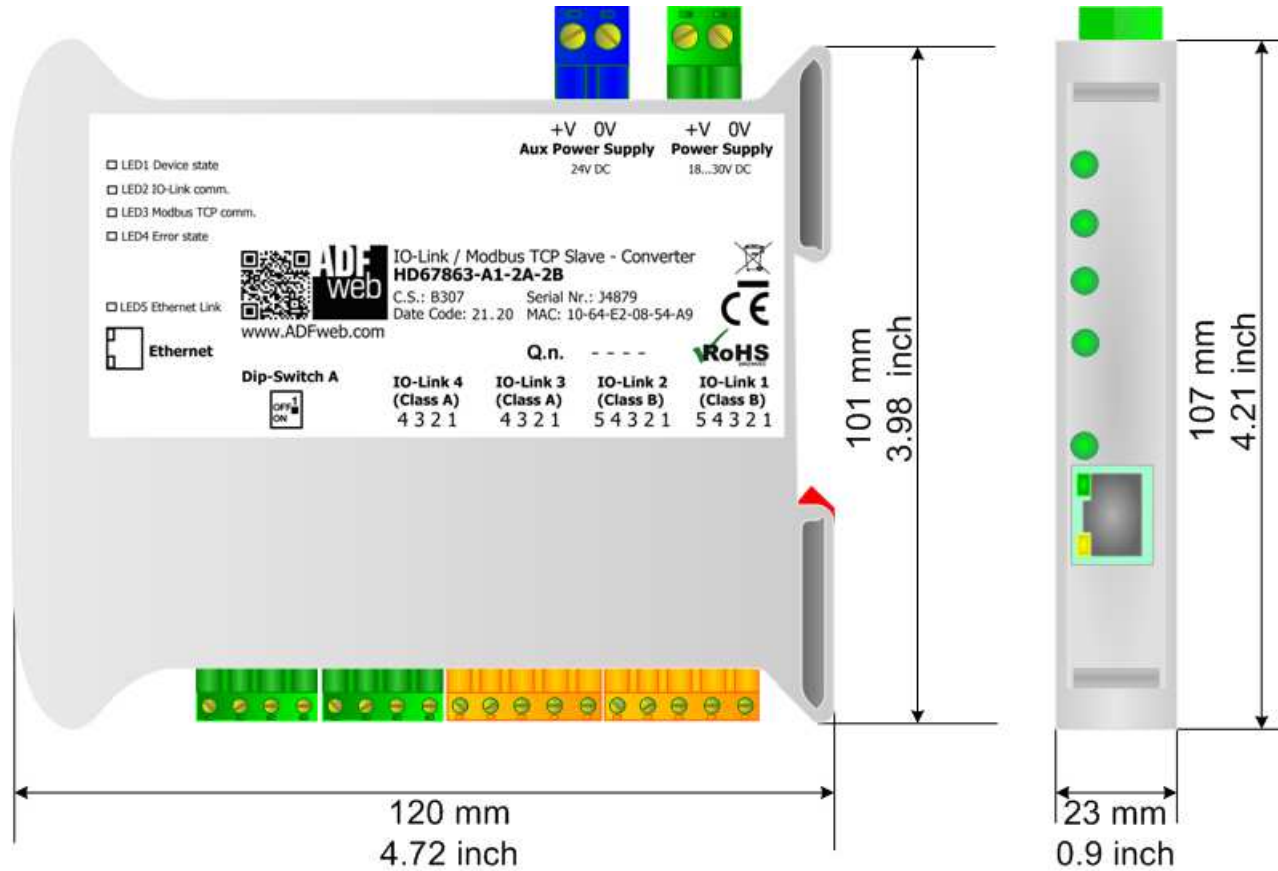 +V 0V
Aux Power Supply
24V DC
+V 0V
Power Supply
18...30V DC
LED1 Device state
LED2 IO-Link comm.
LED3 Modbus TCP comm.
LED4 Error state
LED5 Ethernet Link
Ethernet
ADF
web
www.ADFweb.com
IO-Link / Modbus TCP Slave - Converter
HD67863-A1-2A-2B
C.S.: B307 Serial Nr.: J4879
Date Code: 21.20 MAC: 10-64-E2-08-54-A9
CE
Q.n. - - - -
RoHS
Dip-Switch A
OFF 1
ON
IO-Link 4
(Class A)
4 3 2 1
IO-Link 3
(Class A)
4 3 2 1
IO-Link 2
(Class B)
5 4 3 2 1
IO-Link 1
(Class B)
5 4 3 2 1
101 mm
3.98 inch
107 mm
4.21 inch
120 mm
4.72 inch
23 mm
0.9 inch